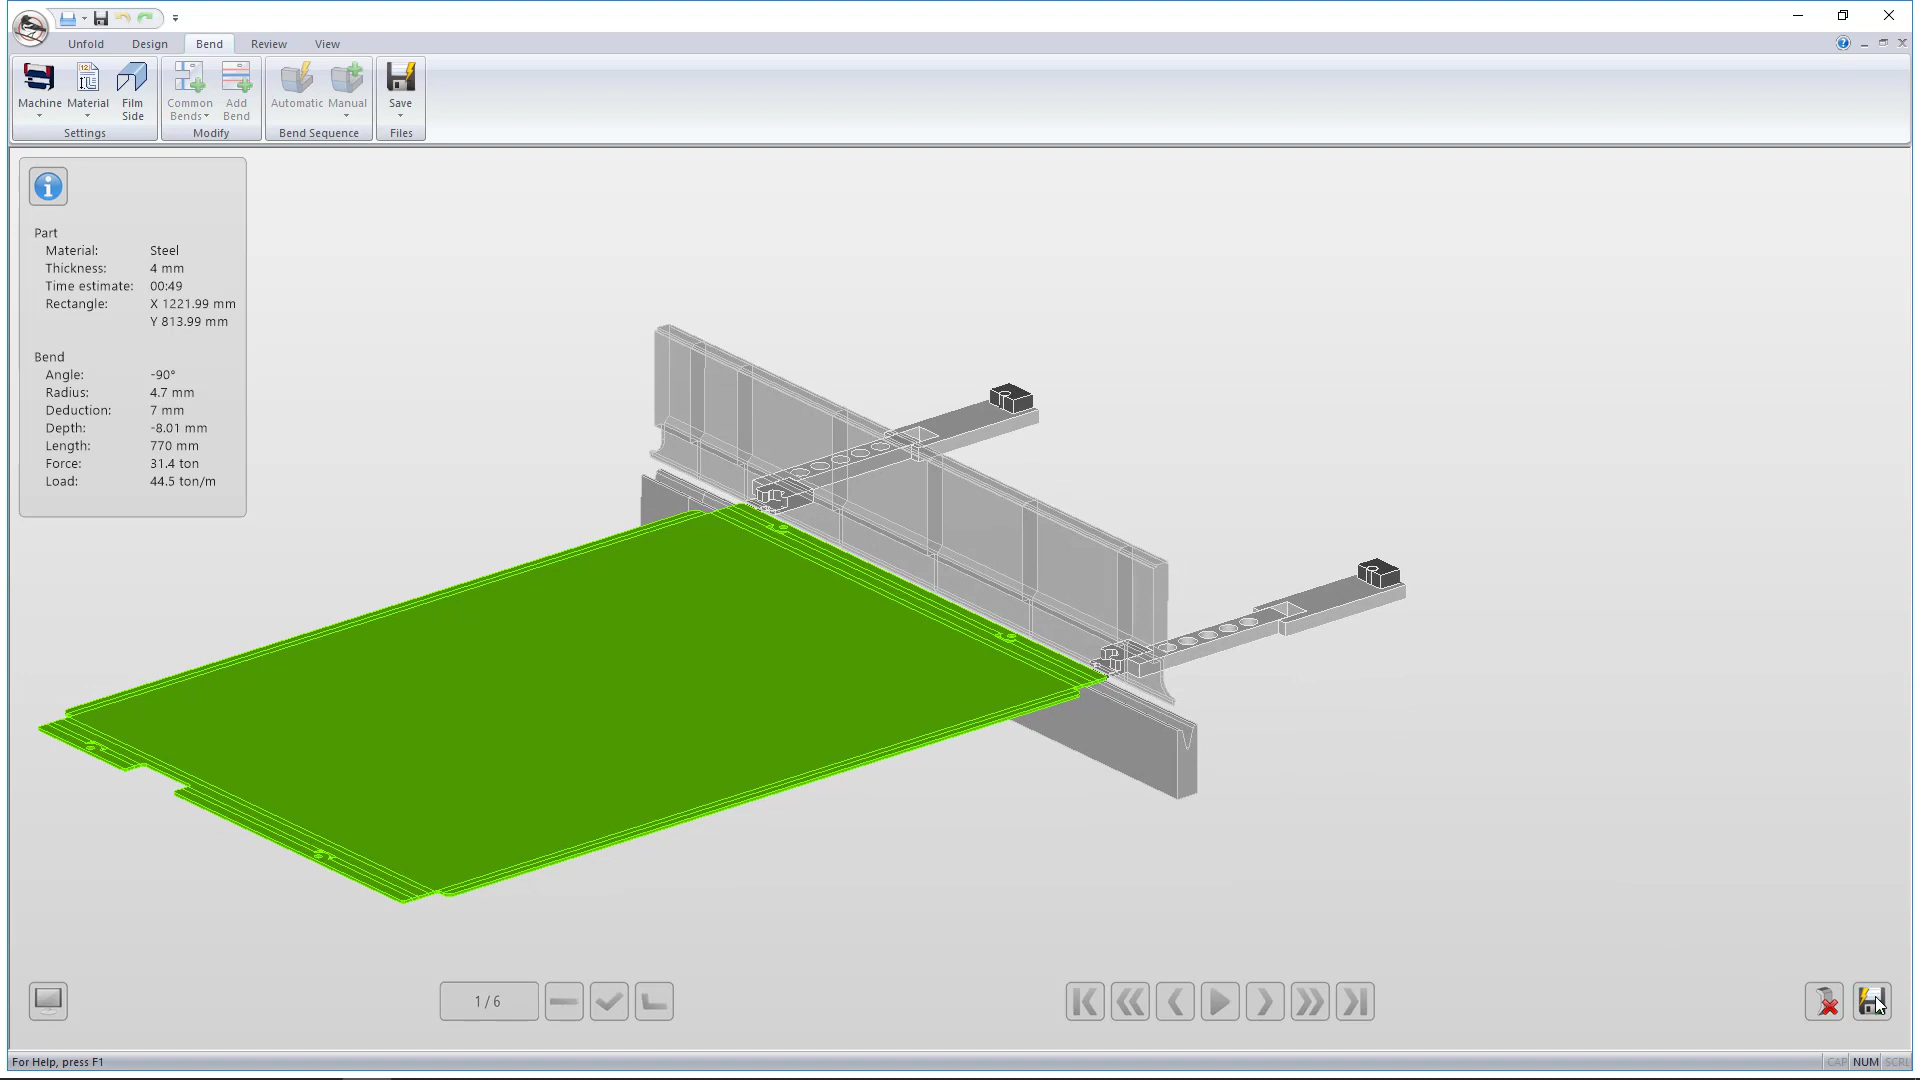 Unfold Design Bend Review View
Machine Material Film Side
Common Bends Add Bend
Automatic Manual
Save
Settings Modify Bend Sequence Files
Part
Material: Steel
Thickness: 4 mm
Time estimate: 00:49
Rectangle: X 1221.99 mm
Y 813.99 mm
Bend
Angle: -90°
Radius: 4.7 mm
Deduction: 7 mm
Depth: -8.01 mm
Length: 770 mm
Force: 31.4 ton
Load: 44.5 ton/m
1 / 6
For Help, press F1
CAP NUM SCRL